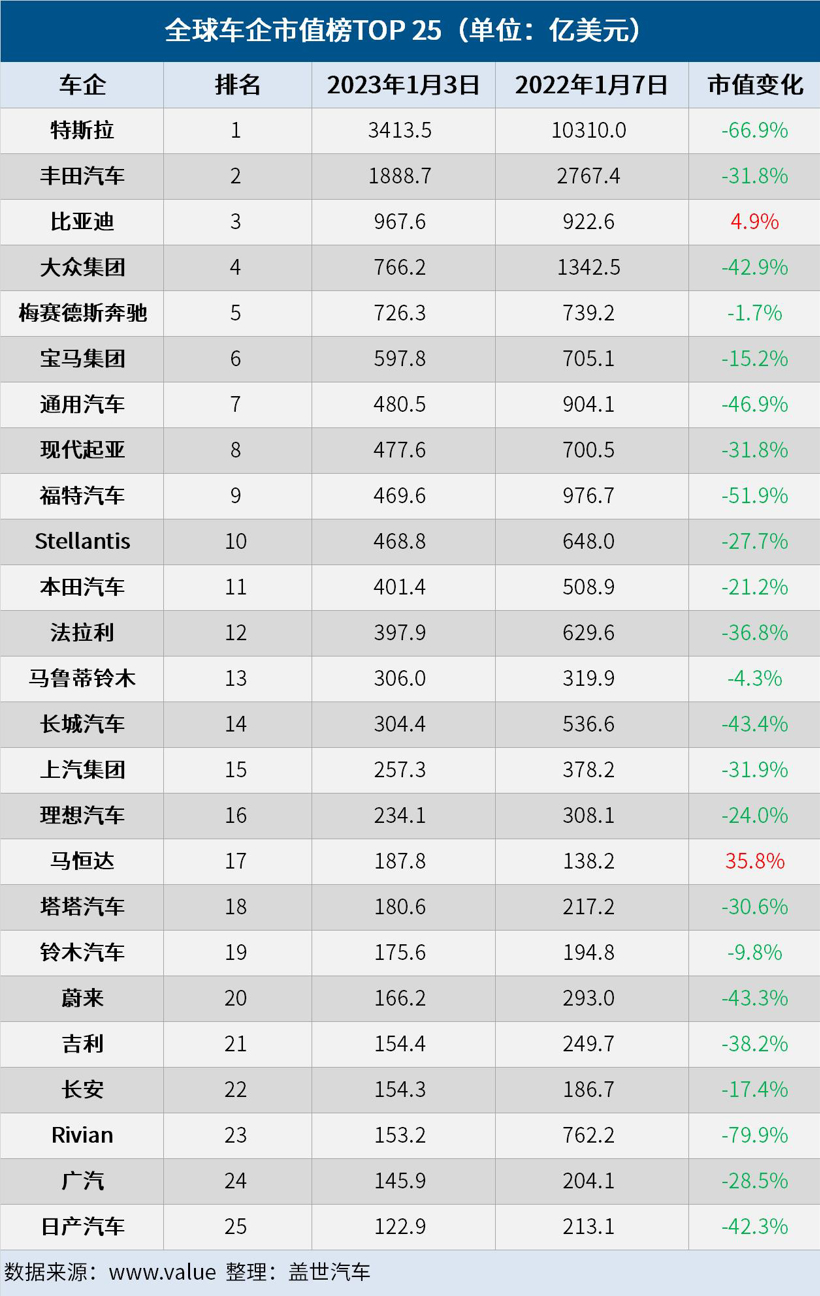 全球车企市值榜TOP 25（单位：亿美元）
车企 排名 2023年1月3日 2022年1月7日 市值变化
特斯拉 1 3413.5 10310.0 -66.9%
丰田汽车 2 1888.7 2767.4 -31.8%
比亚迪 3 967.6 922.6 4.9%
大众集团 4 766.2 1342.5 -42.9%
梅赛德斯奔驰 5 726.3 739.2 -1.7%
宝马集团 6 597.8 705.1 -15.2%
通用汽车 7 480.5 904.1 -46.9%
现代起亚 8 477.6 700.5 -31.8%
福特汽车 9 469.6 976.7 -51.9%
Stellantis 10 468.8 648.0 -27.7%
本田汽车 11 401.4 508.9 -21.2%
法拉利 12 397.9 629.6 -36.8%
马鲁蒂铃木 13 306.0 319.9 -4.3%
长城汽车 14 304.4 536.6 -43.4%
上汽集团 15 257.3 378.2 -31.9%
理想汽车 16 234.1 308.1 -24.0%
马恒达 17 187.8 138.2 35.8%
塔塔汽车 18 180.6 217.2 -30.6%
铃木汽车 19 175.6 194.8 -9.8%
蔚来 20 166.2 293.0 -43.3%
吉利 21 154.4 249.7 -38.2%
长安 22 154.3 186.7 -17.4%
Rivian 23 153.2 762.2 -79.9%
广汽 24 145.9 204.1 -28.5%
日产汽车 25 122.9 213.1 -42.3%
数据来源：www.value 整理：盖世汽车